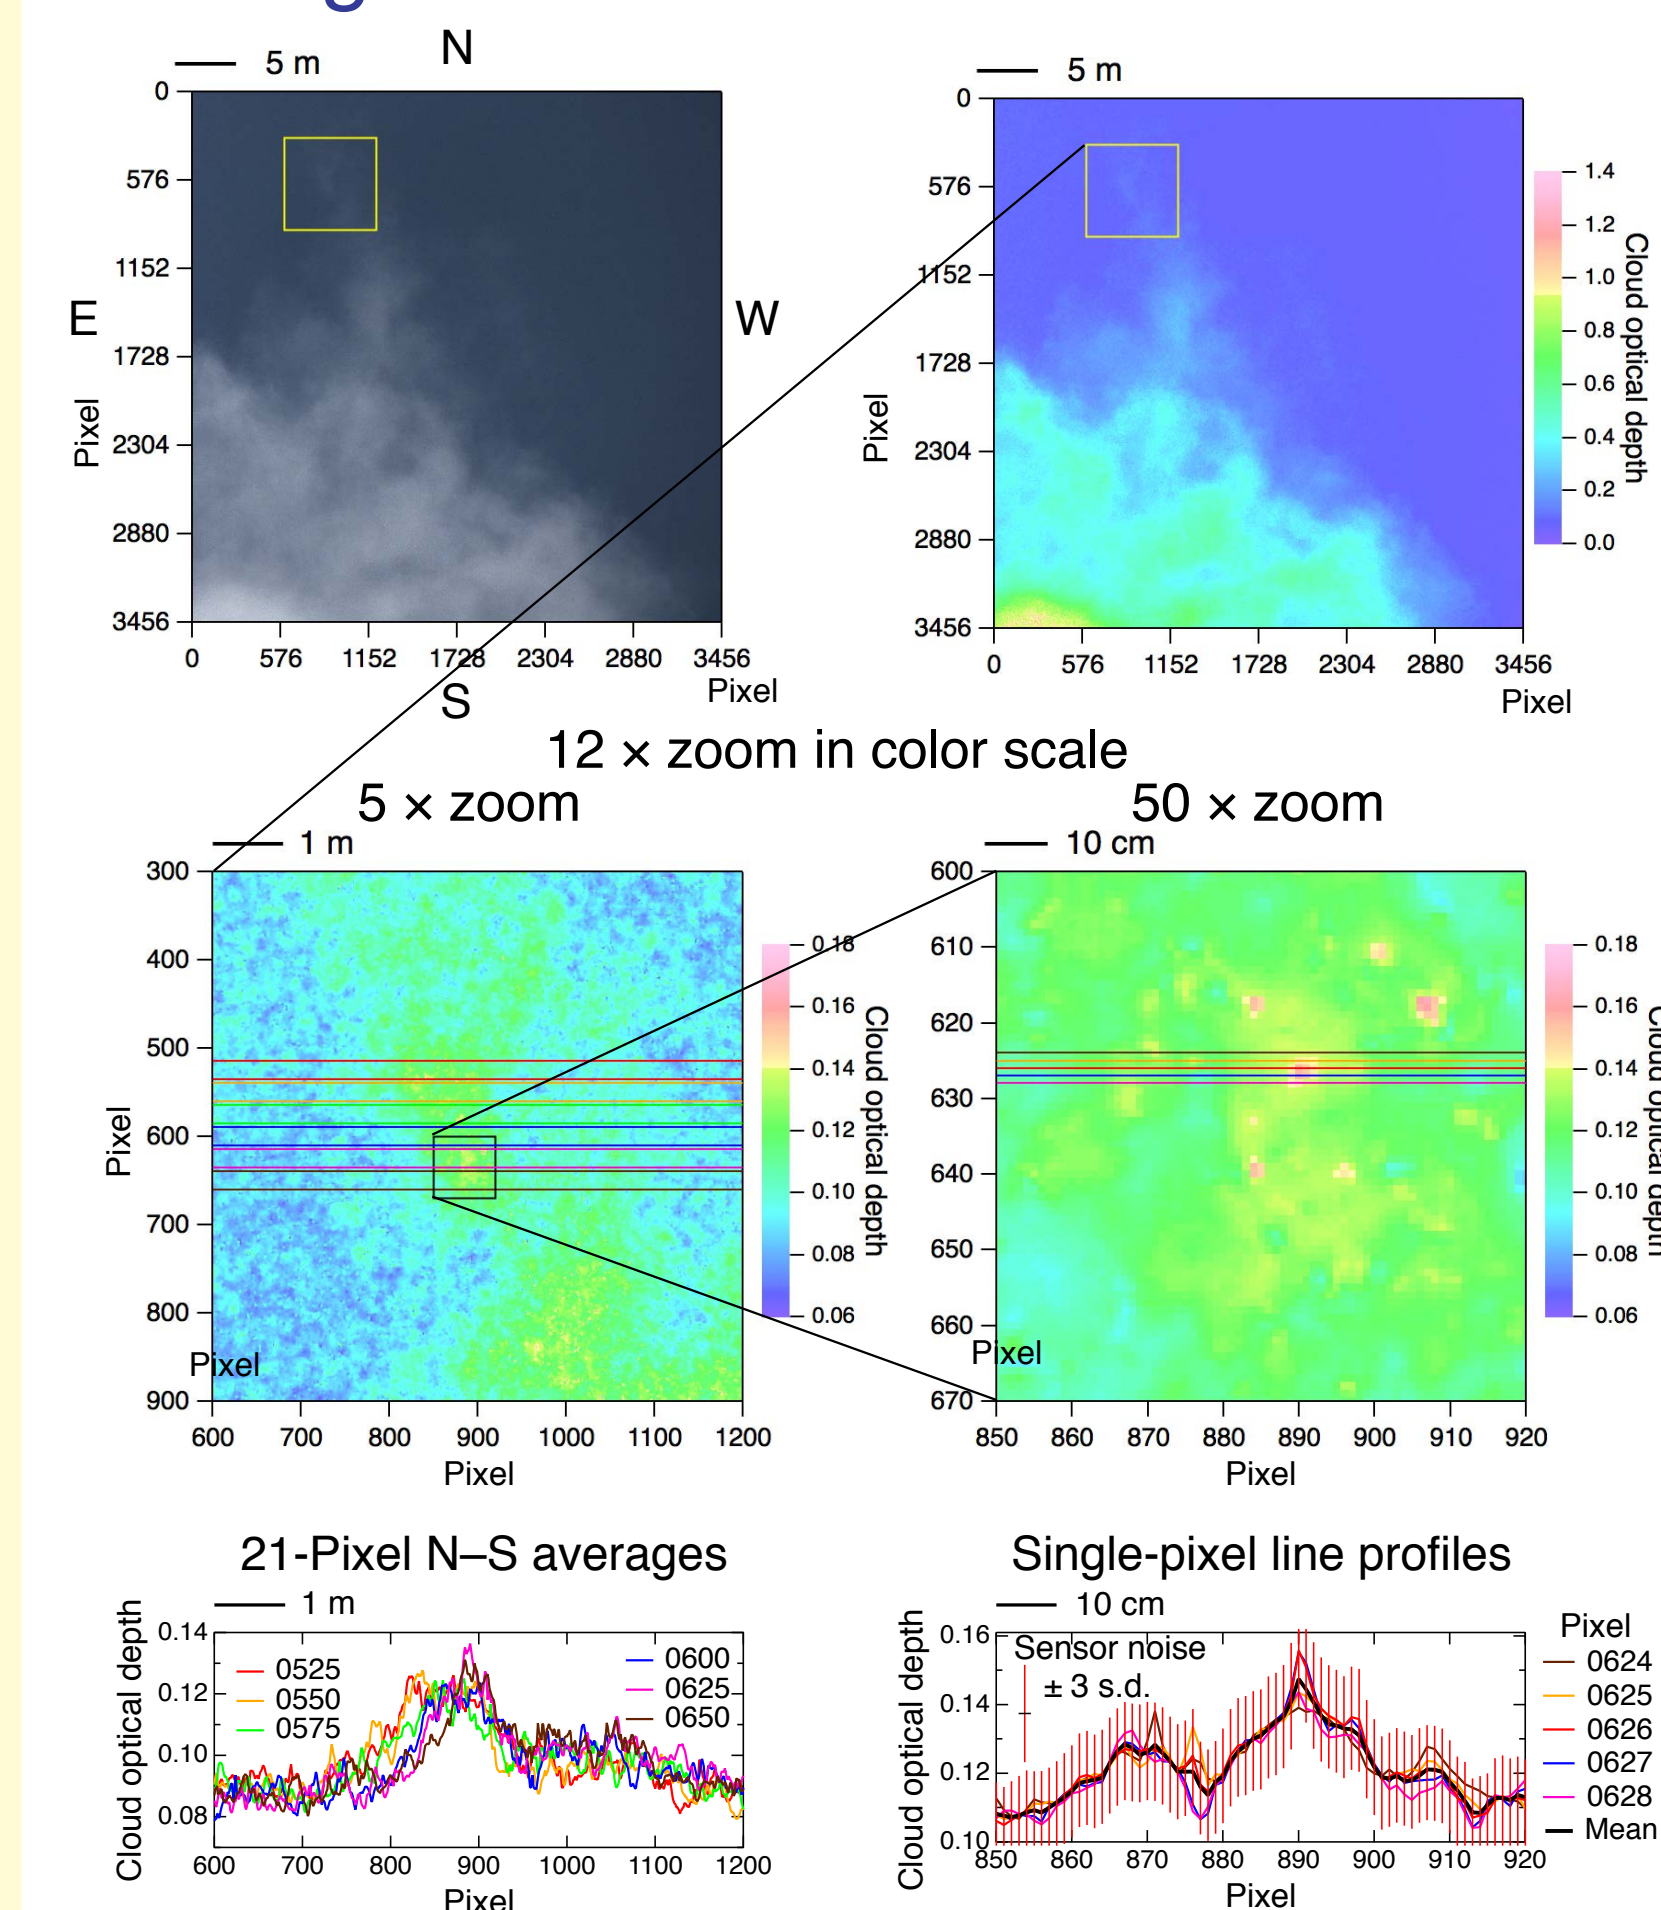 N
5 m
5 m
0
576
1152
1728
2304
2880
3456
Pixel
E
W
S
0 576 1152 1728 2304 2880 3456
Pixel
0
576
1152
1728
2304
2880
3456
Pixel
0 576 1152 1728 2304 2880 3456
Pixel
1.4
1.2
1.0
0.8
0.6
0.4
0.2
0.0
Cloud optical depth
12 × zoom in color scale
5 × zoom
50 × zoom
1 m
300
400
500
600
700
800
900
Pixel
Pixel
600 700 800 900 1000 1100 1200
Pixel
0.18
0.16
0.14
0.12
0.10
0.08
0.06
Cloud optical depth
10 cm
600
610
620
630
640
650
660
670
Pixel
850 860 870 880 890 900 910 920
Pixel
0.18
0.16
0.14
0.12
0.10
0.08
0.06
Cloud optical depth
21-Pixel N–S averages
1 m
Cloud optical depth
0.14
0.12
0.10
0.08
0525
0550
0575
0600
0625
0650
600 700 800 900 1000 1100 1200
Pixel
Single-pixel line profiles
10 cm
Cloud optical depth
0.16
0.14
0.12
0.10
Sensor noise
± 3 s.d.
850 860 870 880 890 900 910 920
Pixel
Pixel
0624
0625
0626
0627
0628
Mean